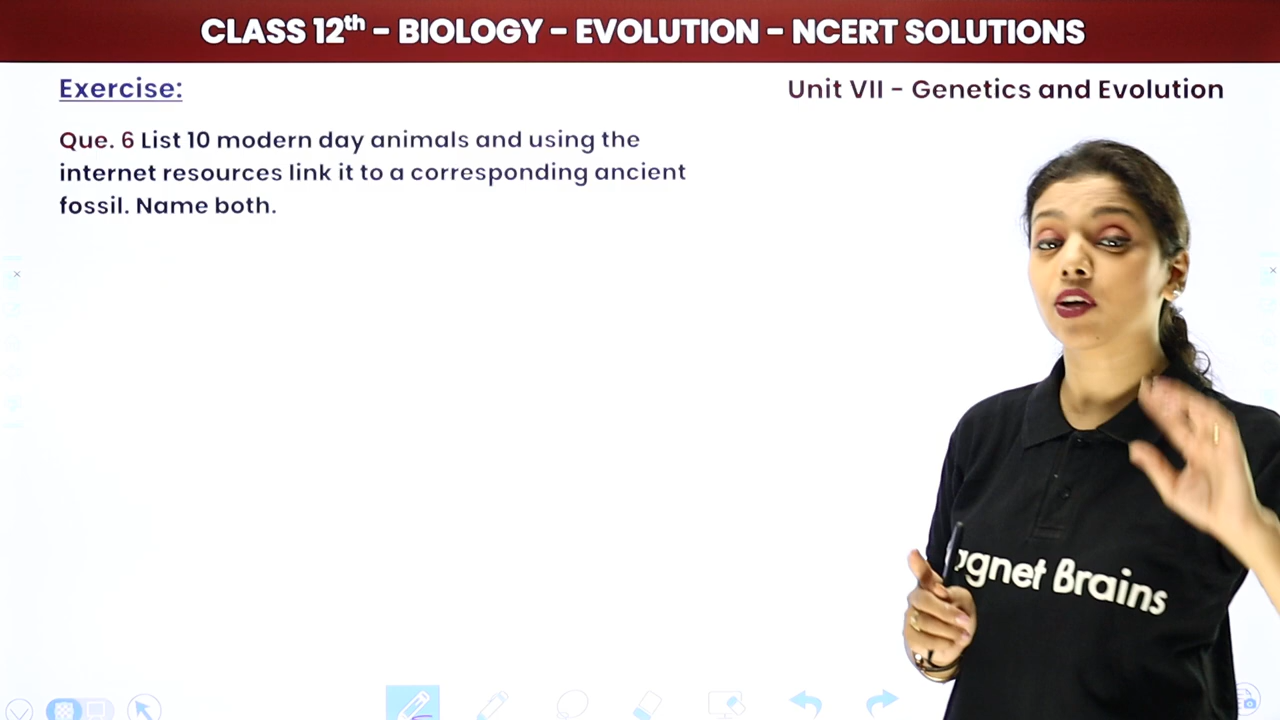 CLASS 12th - BIOLOGY - EVOLUTION - NCERT SOLUTIONS
Exercise:
Unit VII - Genetics and Evolution
Que. 6 List 10 modern day animals and using the
internet resources link it to a corresponding ancient
fossil. Name both.
agnet Brains